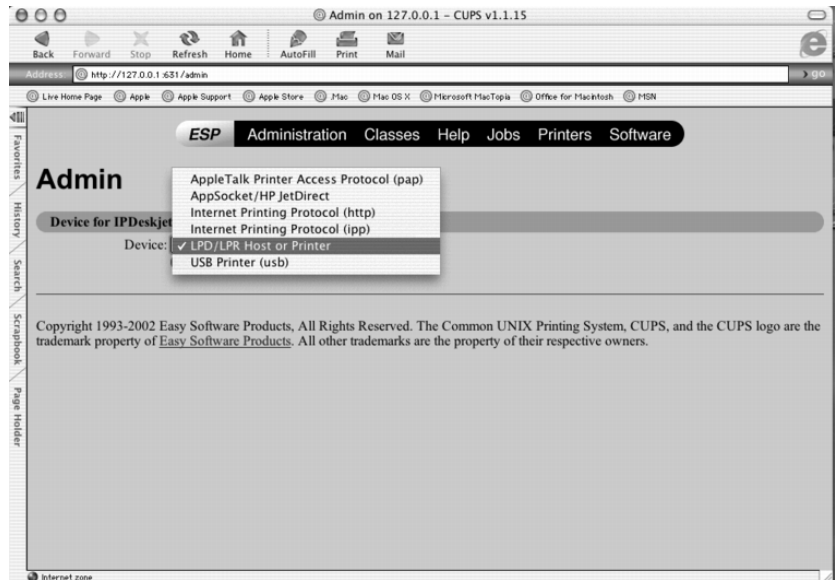 Admin on 127.0.0.1 – CUPS v1.1.15
Back Forward Stop Refresh Home AutoFill Print Mail
Address: http://127.0.0.1:631/admin go
Live Home Page Apple Apple Support Apple Store .Mac Mac OS X Microsoft MacTopia Office for Macintosh MSN
Favorites
History
Search
Scrapbook
Page Holder
ESP Administration Classes Help Jobs Printers Software
Admin
Device for IPDeskjet
Device:
AppleTalk Printer Access Protocol (pap)
AppSocket/HP JetDirect
Internet Printing Protocol (http)
Internet Printing Protocol (ipp)
✓ LPD/LPR Host or Printer
USB Printer (usb)
Copyright 1993-2002 Easy Software Products, All Rights Reserved. The Common UNIX Printing System, CUPS, and the CUPS logo are the
trademark property of Easy Software Products. All other trademarks are the property of their respective owners.
Internet zone